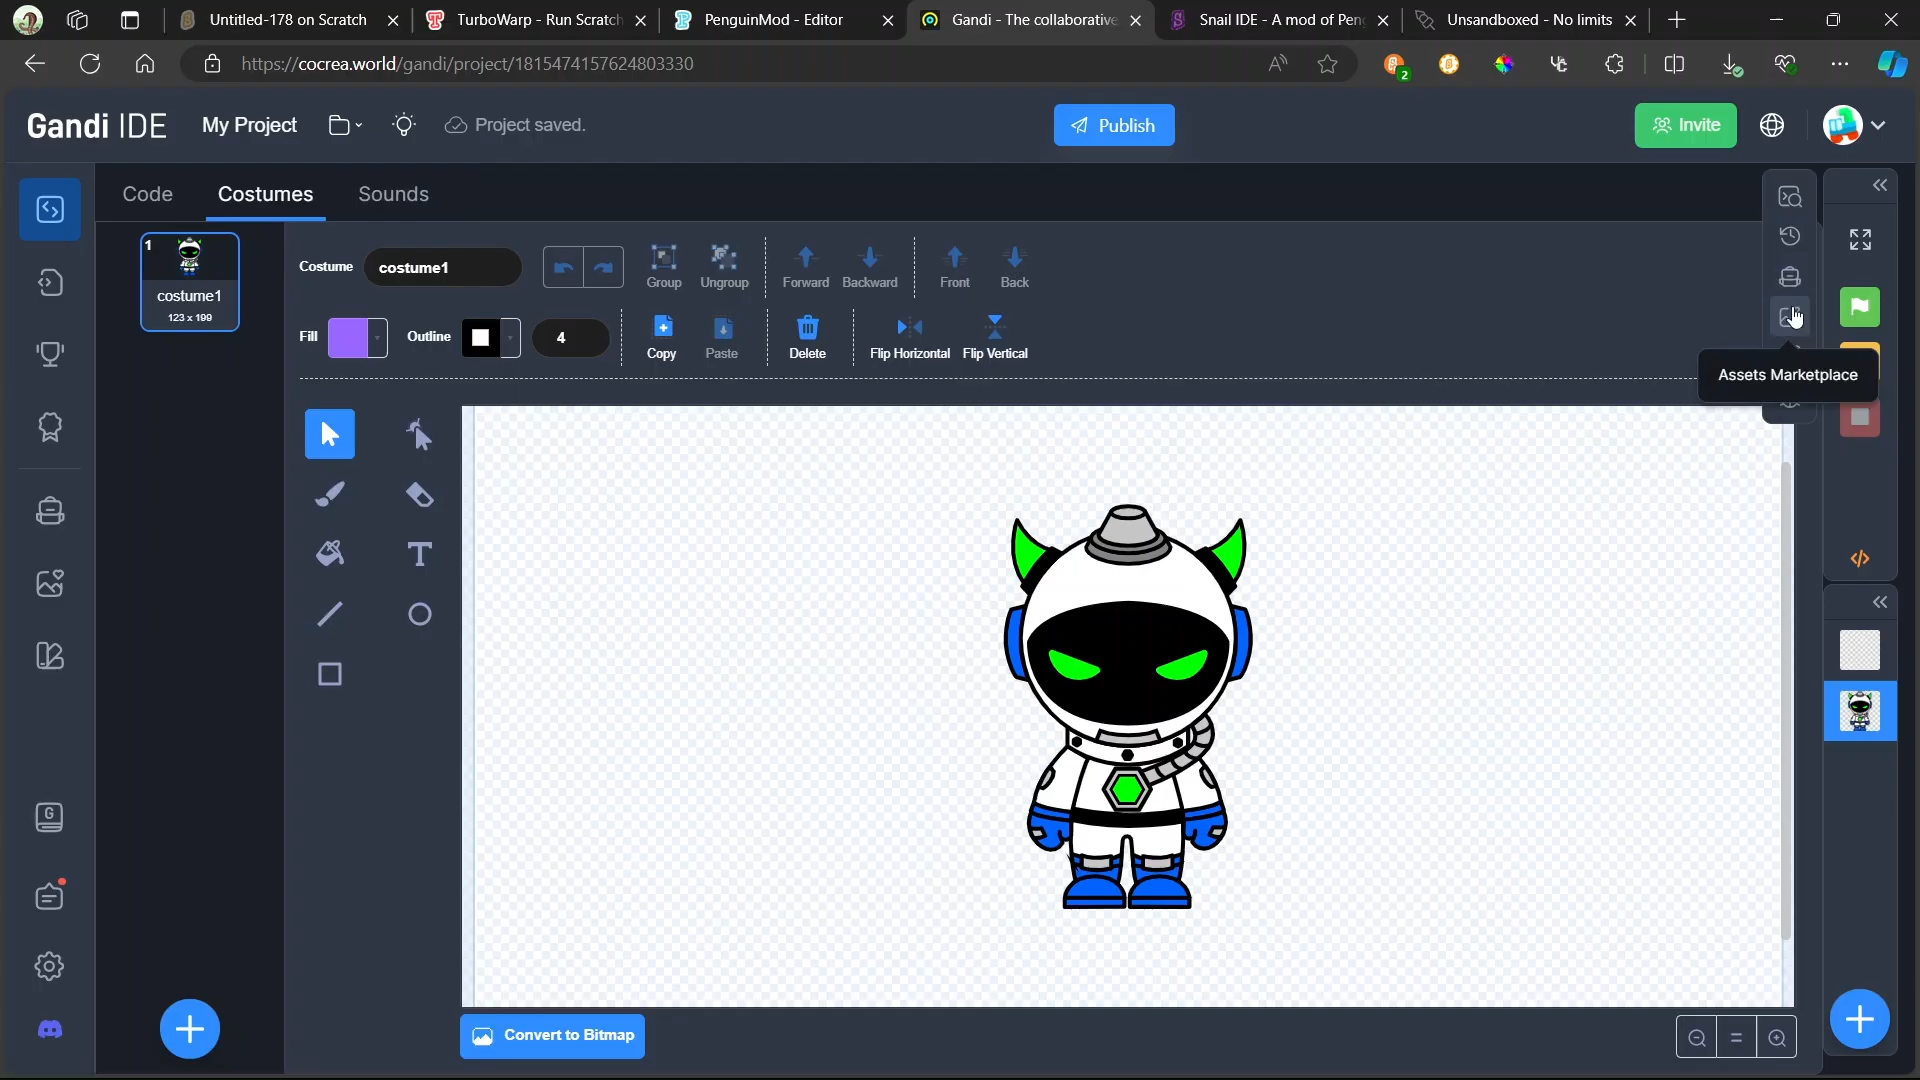 Untitled-178 on Scratch
TurboWarp - Run Scratch
PenguinMod - Editor
Gandi - The collaborative
Snail IDE - A mod of Pen
Unsandboxed - No limits
https://cocrea.world/gandi/project/1815474157624803330
2
Gandi IDE
My Project
Project saved.
Publish
Invite
Code
Costumes
Sounds
1
costume1
123 x 199
Costume
costume1
Group
Ungroup
Forward
Backward
Front
Back
Fill
Outline
4
Copy
Paste
Delete
Flip Horizontal
Flip Vertical
Assets Marketplace
Convert to Bitmap